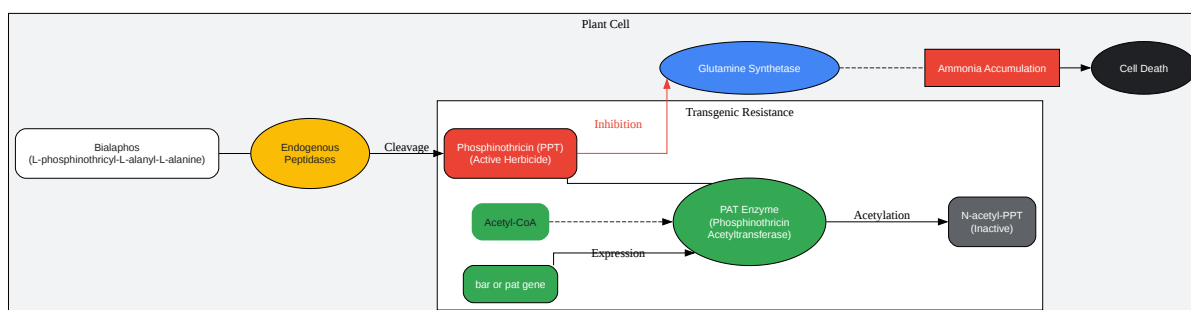 Plant Cell
Glutamine Synthetase
Ammonia Accumulation
Cell Death
Transgenic Resistance
Inhibition
Bialaphos
(L-phosphinothricyl-L-alanyl-L-alanine)
Endogenous
Peptidases
Cleavage
Phosphinothricin (PPT)
(Active Herbicide)
Acetyl-CoA
PAT Enzyme
(Phosphinothricin
Acetyltransferase)
Acetylation
N-acetyl-PPT
(Inactive)
Expression
bar or pat gene